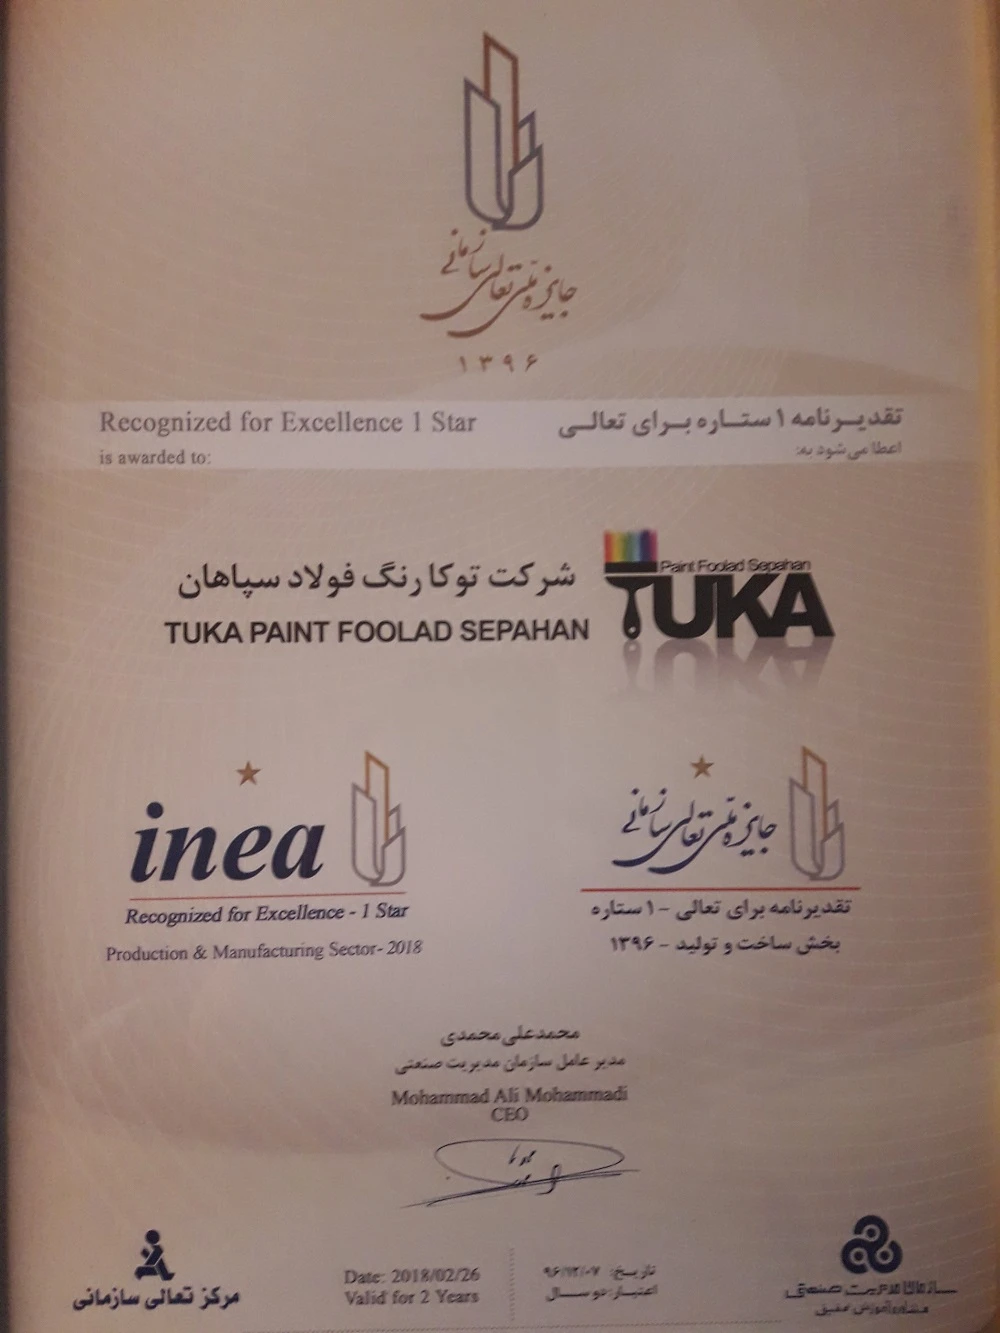 جایزه ملی تعالی سازمانی
۱۳۹۶
Recognized for Excellence 1 Star
تقدیرنامه ۱ ستاره برای تعالی
is awarded to:
اعطا می شود به:
Paint Foolad Sepahan
TUKA
شرکت توکا رنگ فولاد سپاهان
TUKA PAINT FOOLAD SEPAHAN
inea
Recognized for Excellence - 1 Star
Production & Manufacturing Sector- 2018
جایزه ملی تعالی سازمانی
تقدیرنامه برای تعالی - ۱ ستاره
بخش ساخت و تولید - ۱۳۹۶
محمدعلی محمدی
مدیر عامل سازمان مدیریت صنعتی
Mohammad Ali Mohammadi
CEO
مرکز تعالی سازمانی
Date: 2018/02/26
Valid for 2 Years
تاریخ: ۹۶/۱۲/۰۷
اعتبار: دو سال
سازمان مدیریت صنعتی
مشاوره آموزش تحقیق